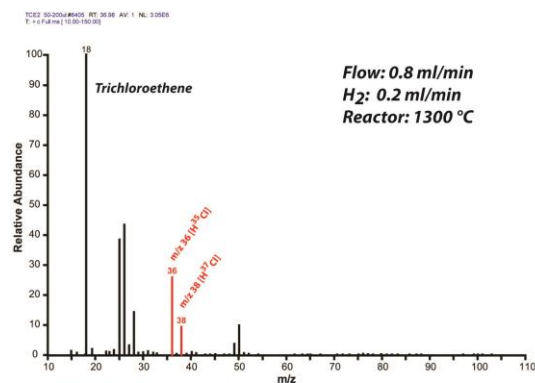 TCE2 50-200ul#6405 RT: 36.98 AV: 1 NL: 3.05E6
T: + c Full ms [ 10.00-150.00]
18
100
Trichloroethene
Flow: 0.8 ml/min
H2: 0.2 ml/min
Reactor: 1300 °C
90
80
70
60
50
40
30
20
10
0
Relative Abundance
m/z 36 [H35Cl]
m/z 38 [H37Cl]
36
38
10 20 30 40 50 60 70 80 90 100 110
m/z